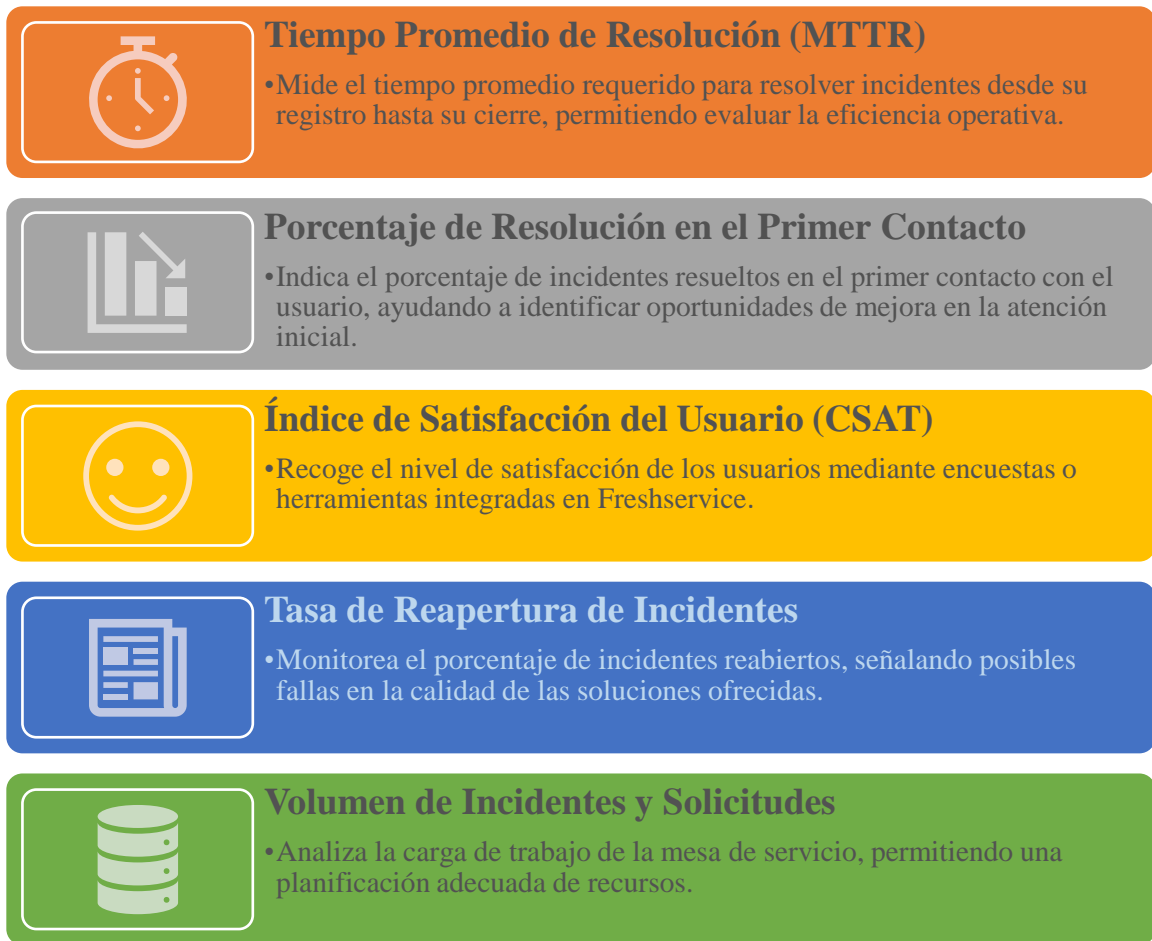 Tiempo Promedio de Resolución (MTTR)
•Mide el tiempo promedio requerido para resolver incidentes desde su
registro hasta su cierre, permitiendo evaluar la eficiencia operativa.
Porcentaje de Resolución en el Primer Contacto
•Indica el porcentaje de incidentes resueltos en el primer contacto con el
usuario, ayudando a identificar oportunidades de mejora en la atención
inicial.
Índice de Satisfacción del Usuario (CSAT)
•Recoge el nivel de satisfacción de los usuarios mediante encuestas o
herramientas integradas en Freshservice.
Tasa de Reapertura de Incidentes
•Monitorea el porcentaje de incidentes reabiertos, señalando posibles
fallas en la calidad de las soluciones ofrecidas.
Volumen de Incidentes y Solicitudes
•Analiza la carga de trabajo de la mesa de servicio, permitiendo una
planificación adecuada de recursos.